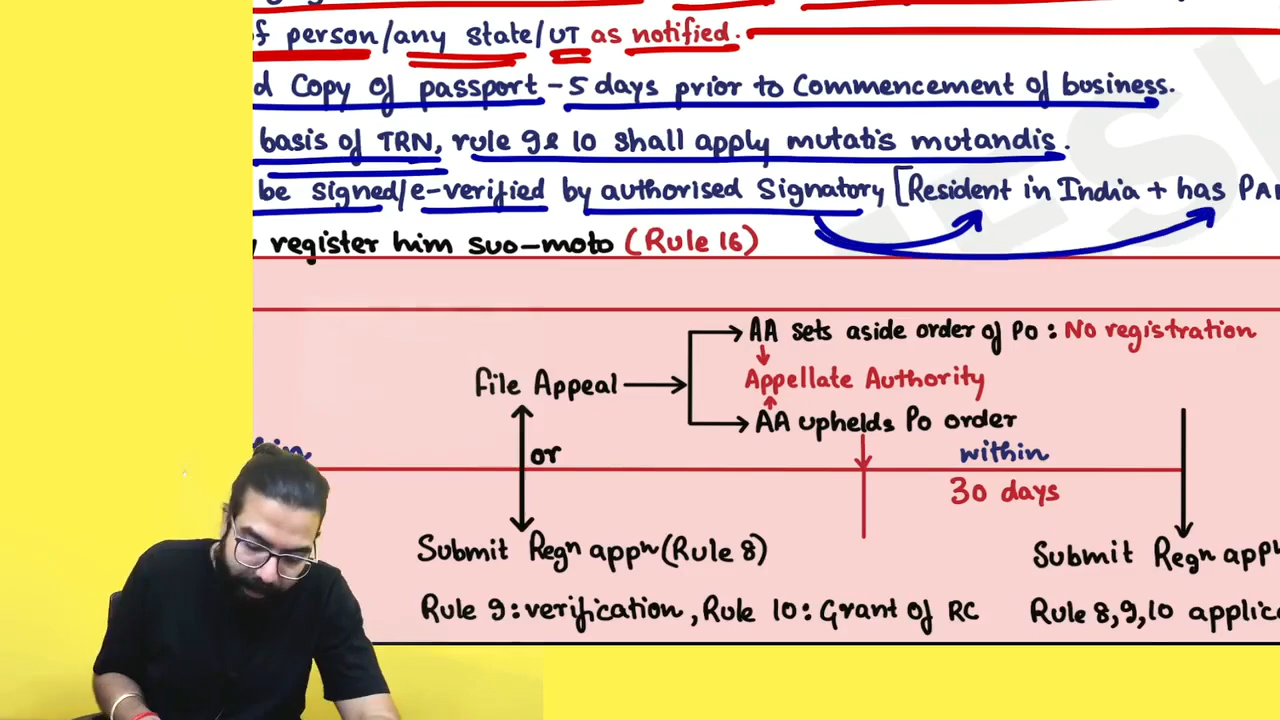 f person/any state/UT as notified.
d Copy of passport - 5 days prior to Commencement of business.
basis of TRN, rule 9 & 10 shall apply mutatis mutandis.
be signed/e-verified by authorised Signatory [Resident in India + has PAN
y register him suo-moto (Rule 16)
AA sets aside order of PO : No registration
File Appeal
Appellate Authority
AA upholds PO order
or
within
30 days
Submit Regn appn (Rule 8)
Submit Regn appn
Rule 9 : verification, Rule 10 : Grant of RC
Rule 8,9,10 applic